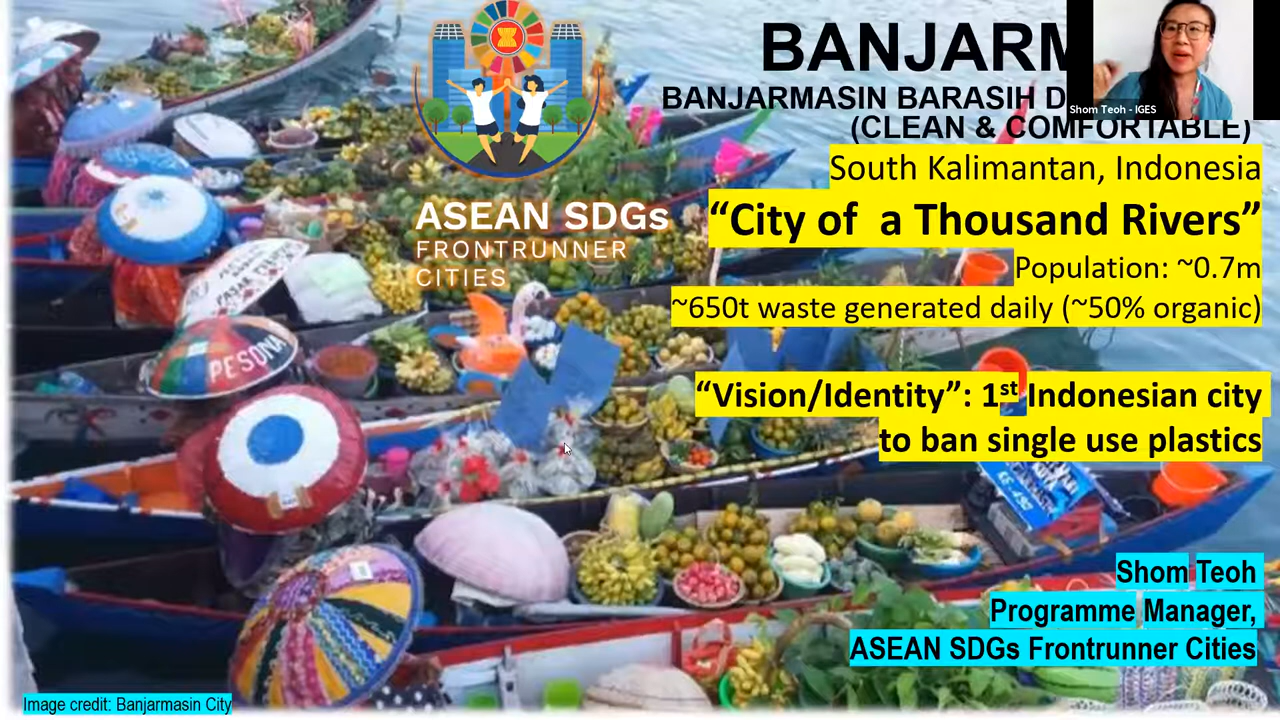 BANJARM
BANJARMASIN BARASIH D
(CLEAN & COMFORTABLE)
Shom Teoh - IGES
South Kalimantan, Indonesia
“City of a Thousand Rivers”
Population: ~0.7m
~650t waste generated daily (~50% organic)
ASEAN SDGs
FRONTRUNNER
CITIES
“Vision/Identity”: 1st Indonesian city
to ban single use plastics
PESONA
Shom Teoh
Programme Manager,
ASEAN SDGs Frontrunner Cities
Image credit: Banjarmasin City